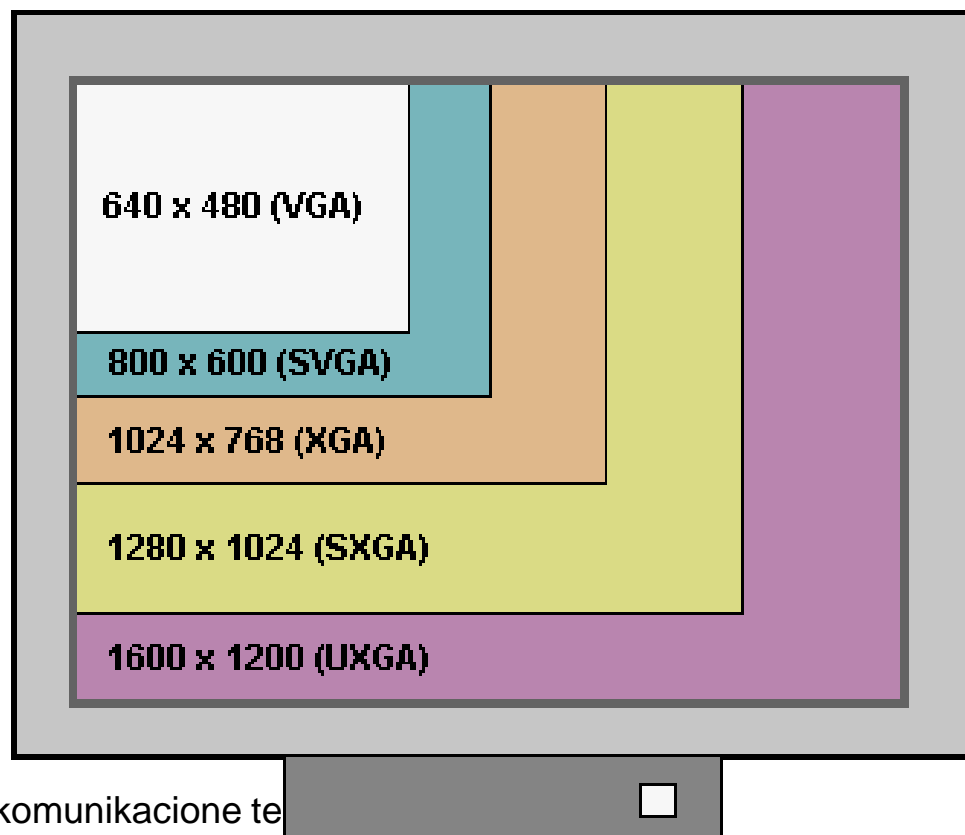 640 x 480 (VGA)
800 x 600 (SVGA)
1024 x 768 (XGA)
1280 x 1024 (SXGA)
1600 x 1200 (UXGA)
komunikacione te